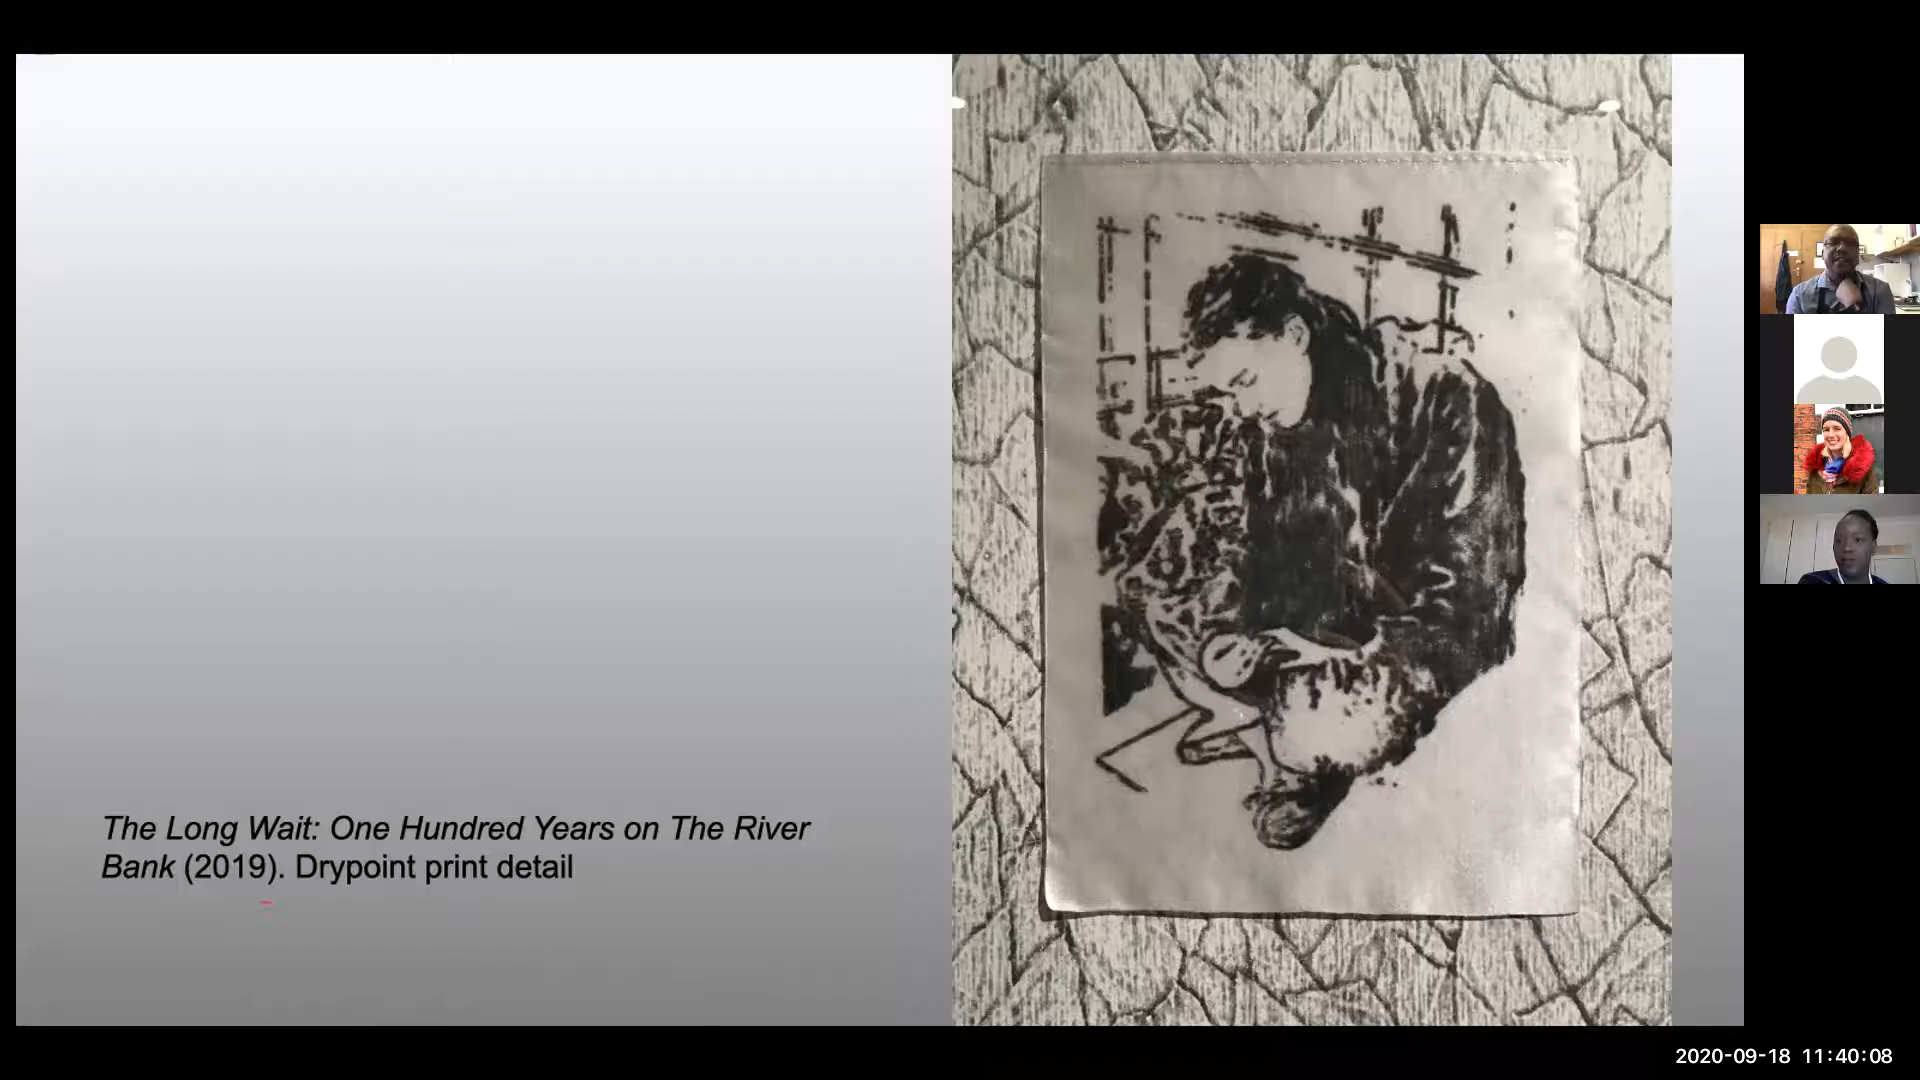 The Long Wait: One Hundred Years on The River
Bank (2019). Drypoint print detail
2020-09-18 11:40:08